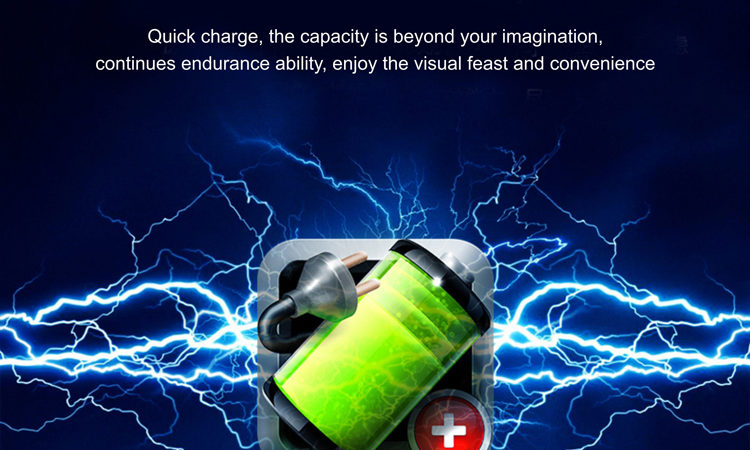 Quick charge, the capacity is beyond your imagination,
continues endurance ability, enjoy the visual feast and convenience